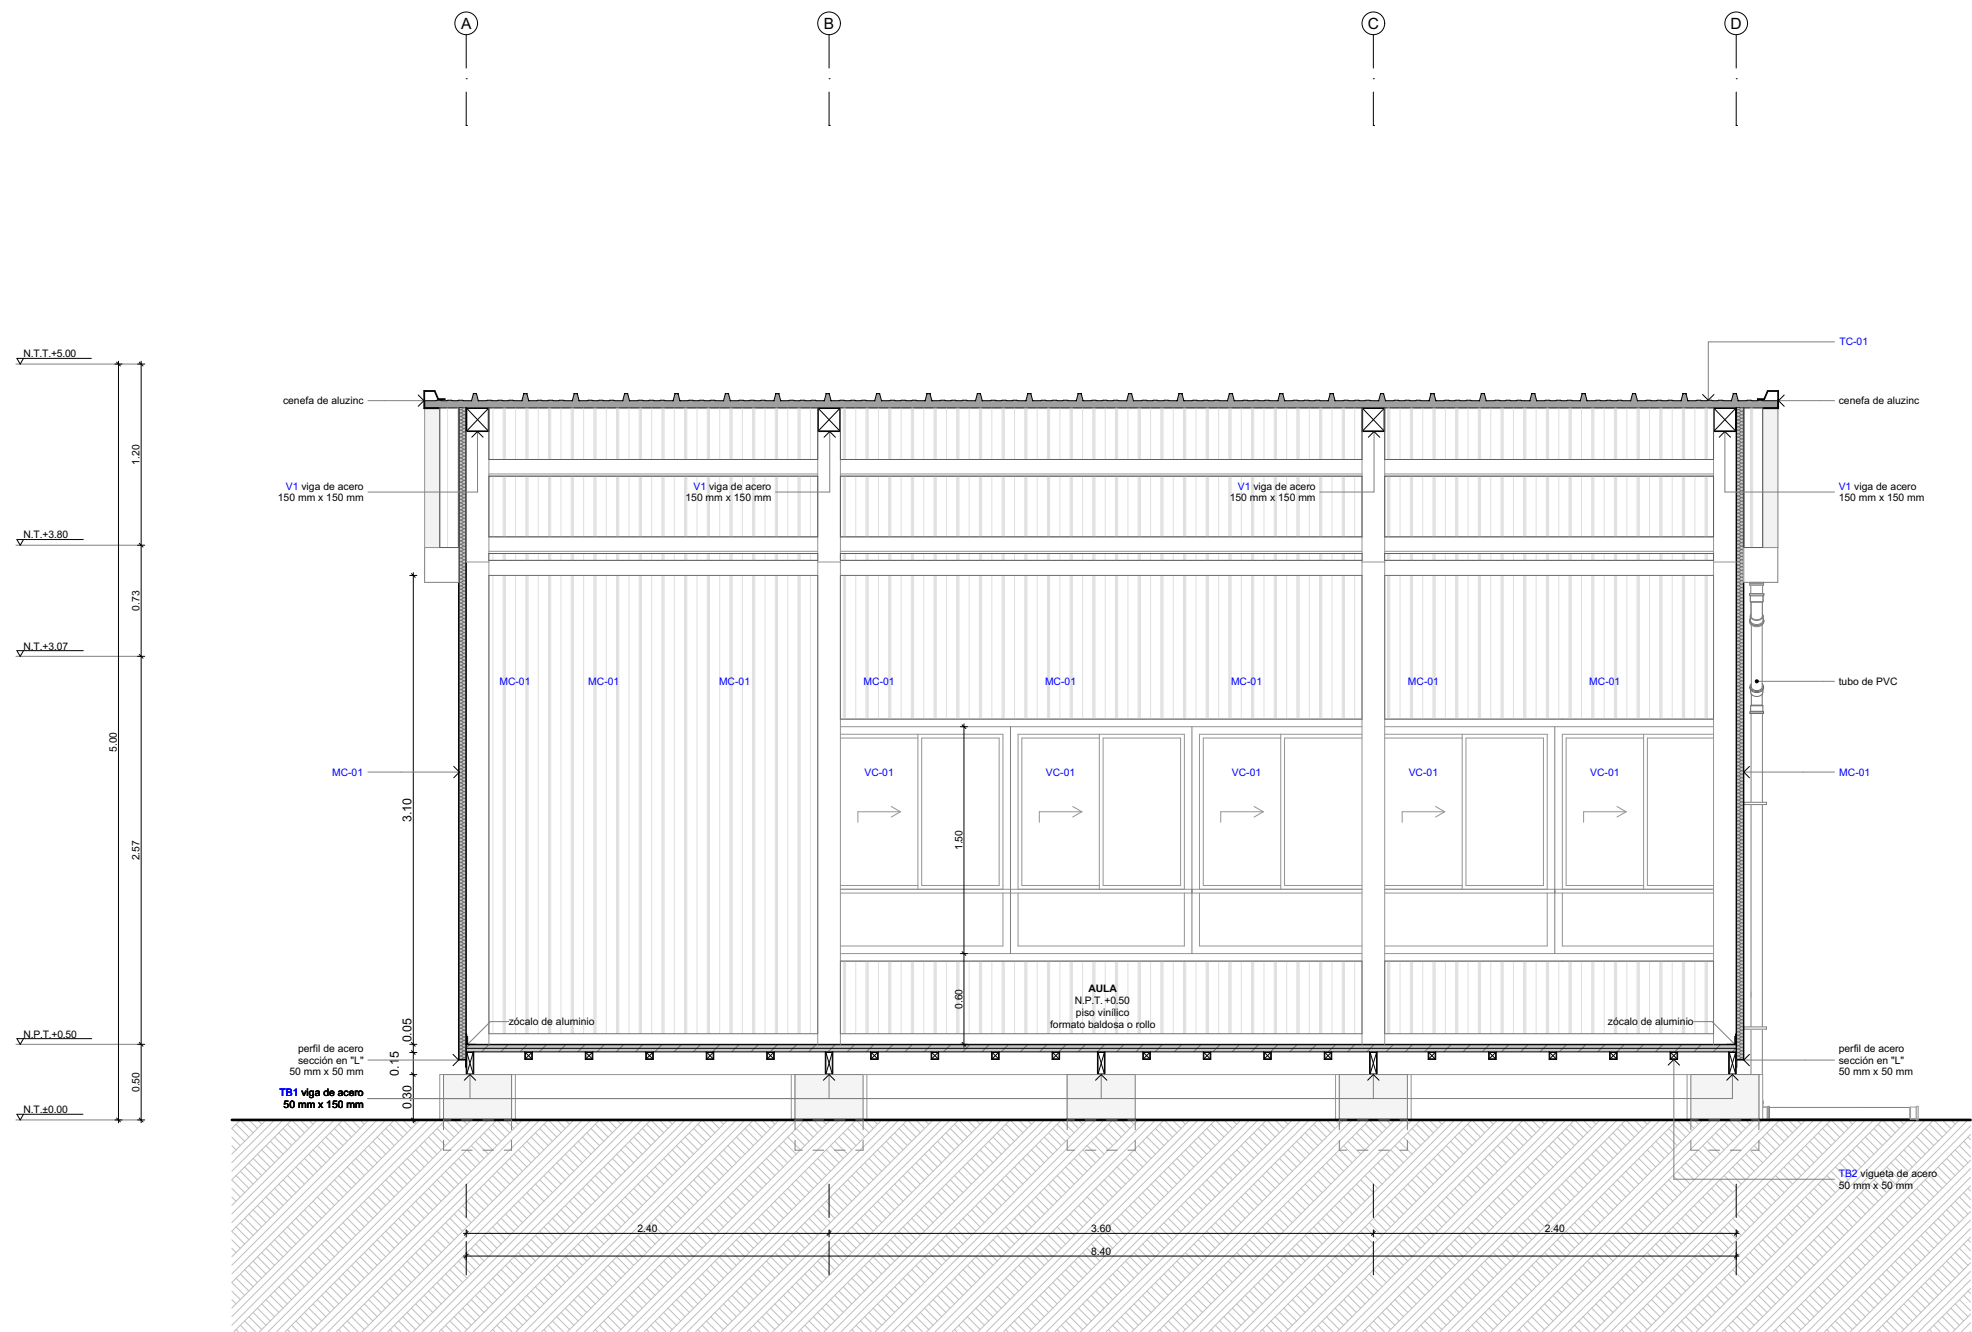 A
B
C
D
N.T.T.+5.00
TC-01
cenefa de aluzinc
cenefa de aluzinc
1.20
V1 viga de acero
150 mm x 150 mm
V1 viga de acero
150 mm x 150 mm
V1 viga de acero
150 mm x 150 mm
V1 viga de acero
150 mm x 150 mm
N.T.+3.80
0.73
N.T.+3.07
MC-01
MC-01
MC-01
MC-01
MC-01
MC-01
MC-01
MC-01
tubo de PVC
5.00
MC-01
VC-01
VC-01
VC-01
VC-01
VC-01
MC-01
3.10
2.57
1.50
0.60
AULA
N.P.T. +0.50
piso vinílico
formato baldosa o rollo
zócalo de aluminio
zócalo de aluminio
N.P.T.+0.50
0.05
0.15
0.30
0.50
perfil de acero
sección en "L"
50 mm x 50 mm
perfil de acero
sección en "L"
50 mm x 50 mm
TB1 viga de acero
50 mm x 150 mm
N.T.±0.00
TB2 vigueta de acero
50 mm x 50 mm
2.40
3.60
2.40
8.40